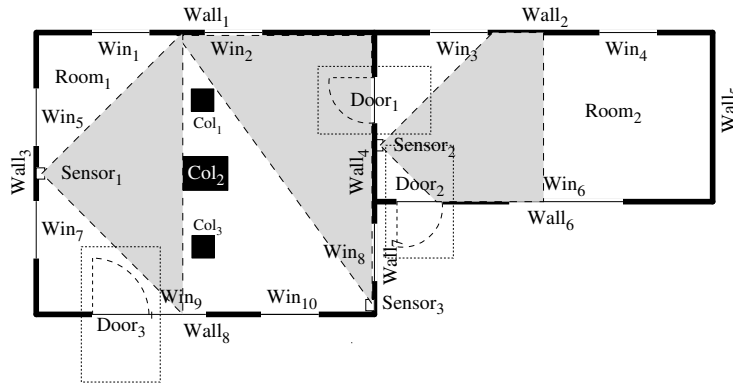 Wall₁
Wall₂
Win₁
Win₂
Win₃
Win₄
Room₁
Door₁
Room₂
Wall₅
Win₅
Col₁
Wall₃
Sensor₁
Col₂
Wall₄
Sensor₂
Door₂
Win₆
Wall₆
Win₇
Col₃
Win₈
Wall₇
Win₉
Win₁₀
Sensor₃
Door₃
Wall₈